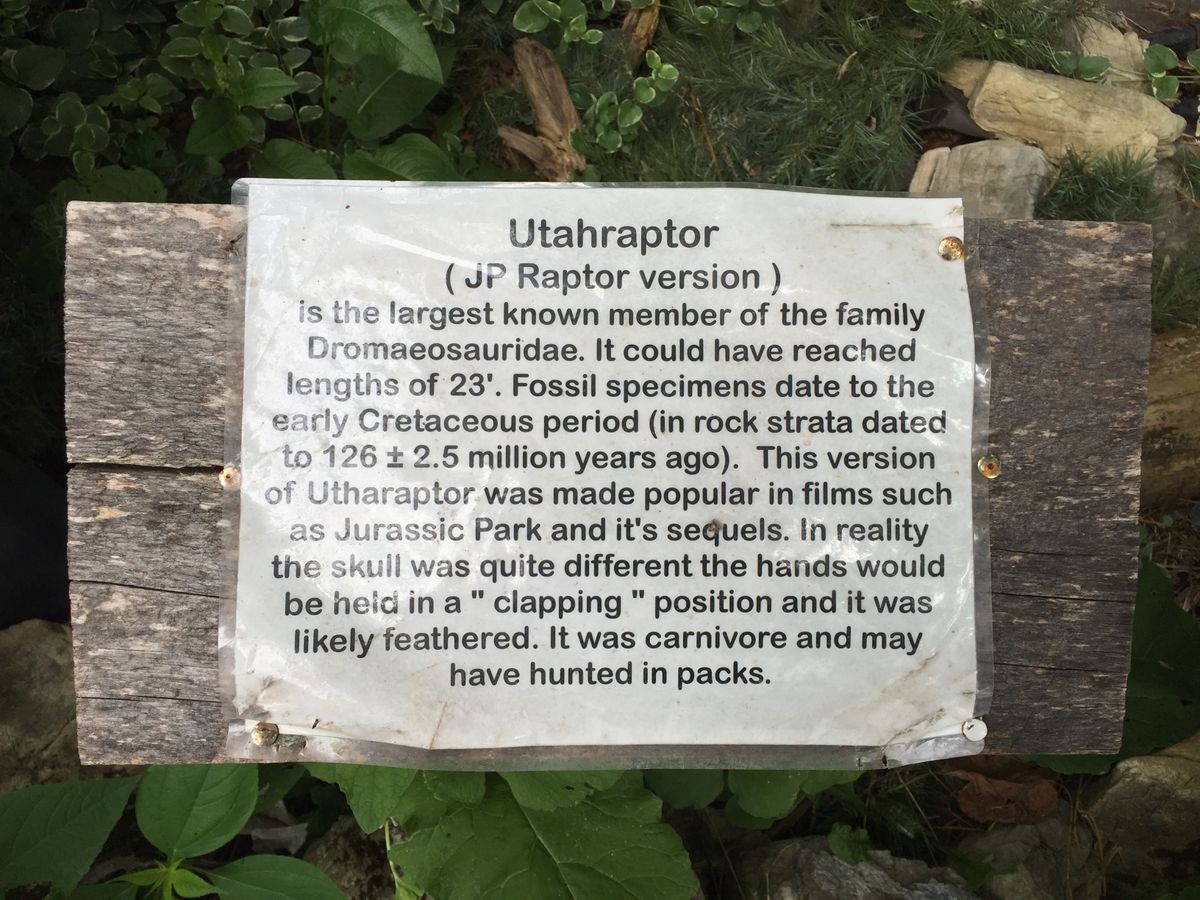 Utahraptor
( JP Raptor version )
is the largest known member of the family
Dromaeosauridae. It could have reached
lengths of 23'. Fossil specimens date to the
early Cretaceous period (in rock strata dated
to 126 ± 2.5 million years ago).  This version
of Utharaptor was made popular in films such
as Jurassic Park and it's sequels. In reality
the skull was quite different the hands would
be held in a " clapping " position and it was
likely feathered. It was carnivore and may
have hunted in packs.